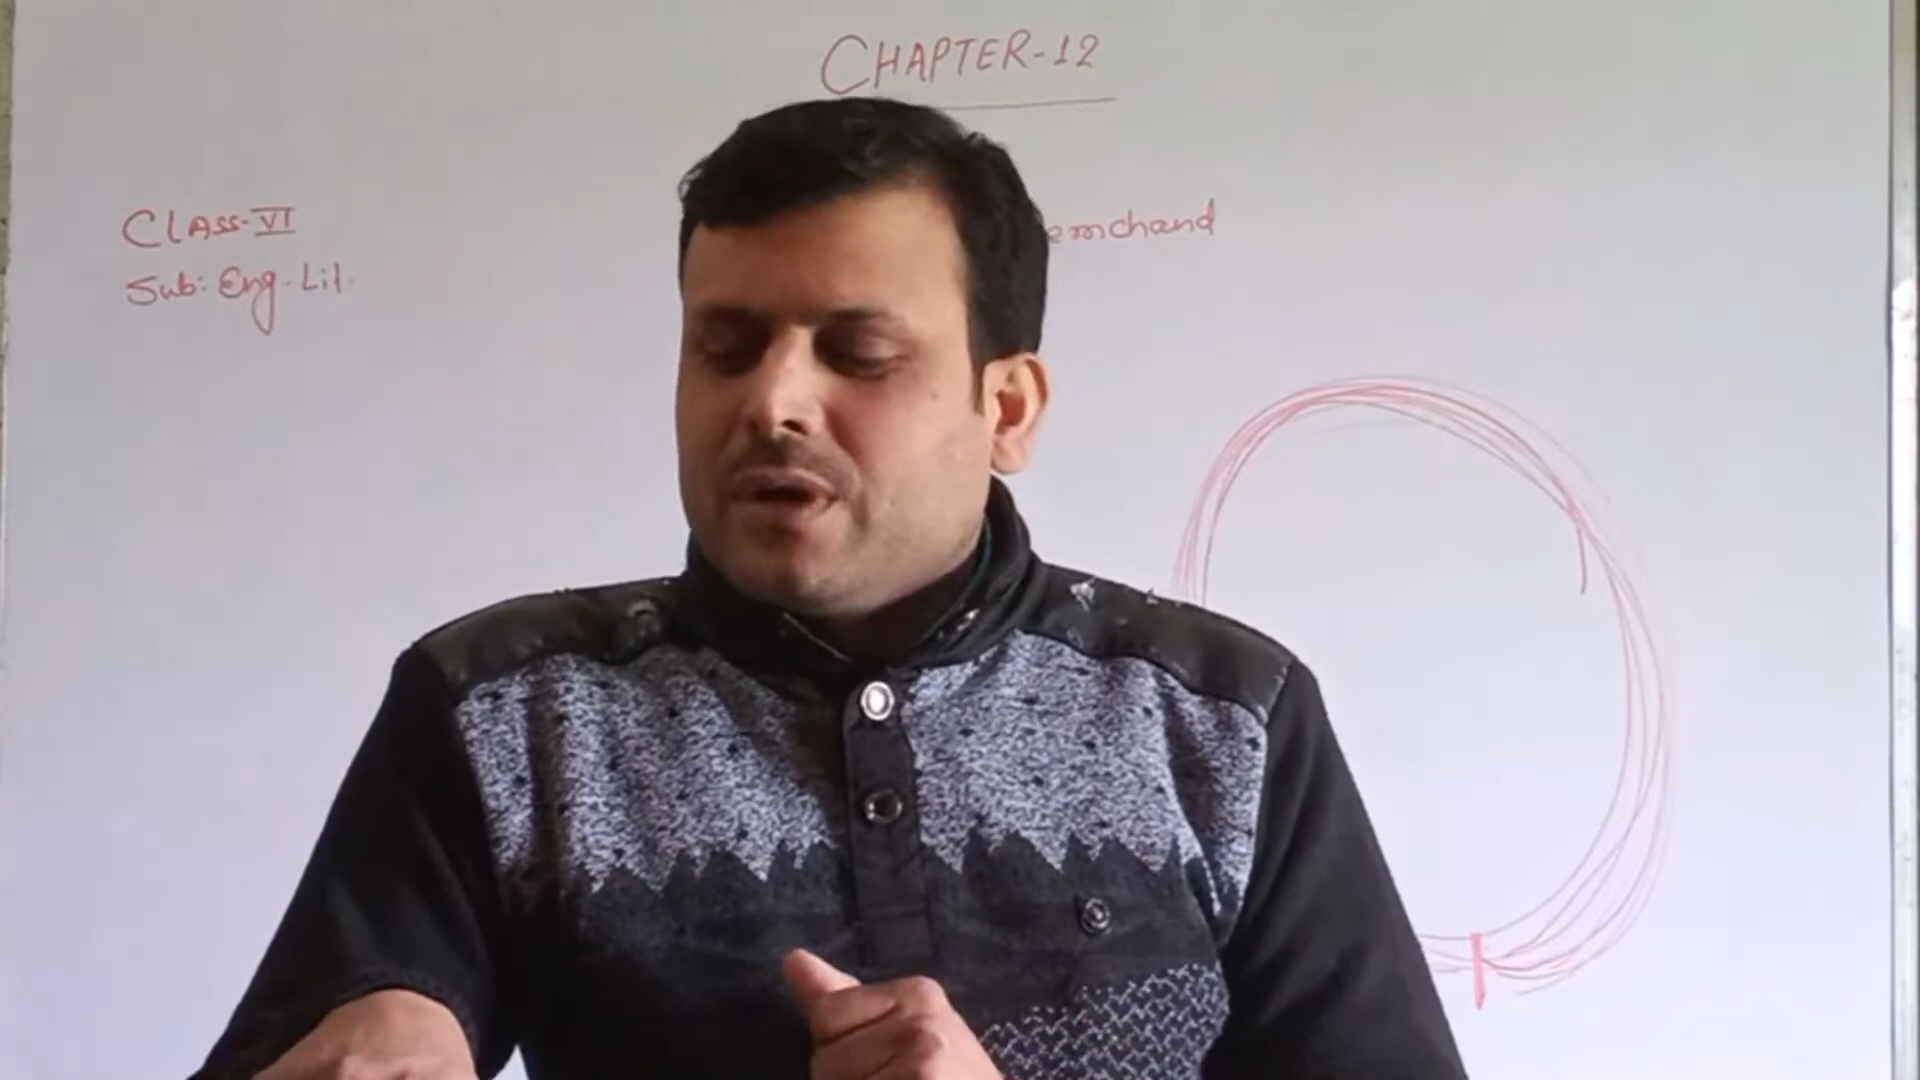 CHAPTER-12
CLASS-VI
emchand
Sub: Eng. Lit.